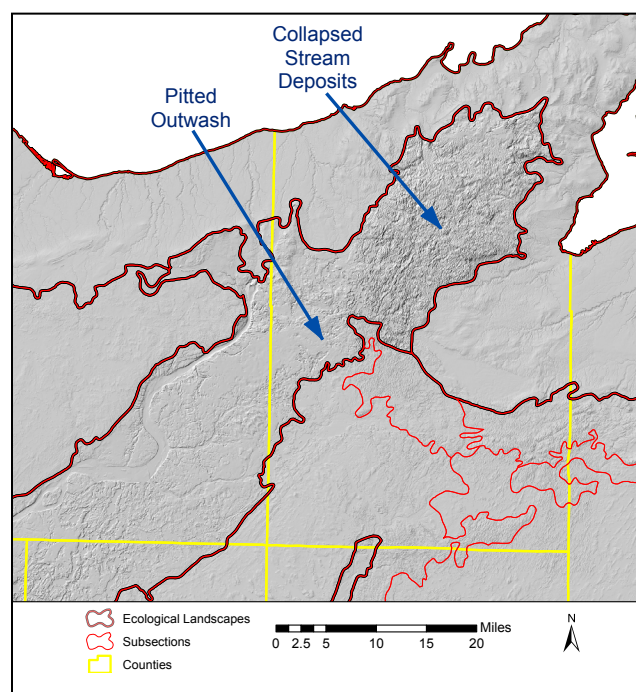 Collapsed
Stream
Deposits
Pitted
Outwash
Ecological Landscapes
Subsections
Counties
Miles
0 2.5 5 10 15 20
N